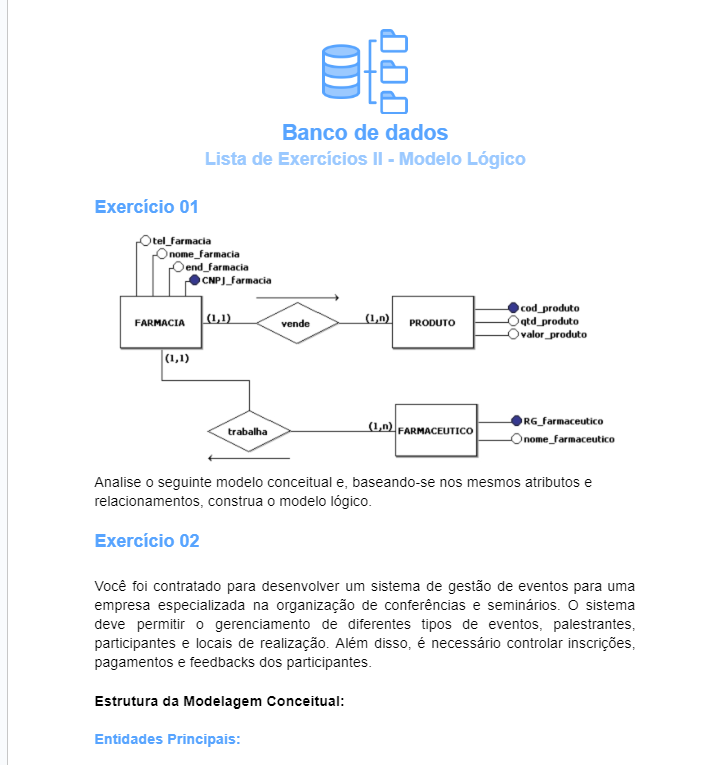 Banco de dados
Lista de Exercícios II - Modelo Lógico
Exercício 01
tel_farmacia
nome_farmacia
end_farmacia
CNPJ_farmacia
FARMACIA
(1,1)
vende
(1,n)
PRODUTO
cod_produto
qtd_produto
valor_produto
(1,1)
trabalha
(1,n)
FARMACEUTICO
RG_farmaceutico
nome_farmaceutico
Analise o seguinte modelo conceitual e, baseando-se nos mesmos atributos e
relacionamentos, construa o modelo lógico.
Exercício 02
Você foi contratado para desenvolver um sistema de gestão de eventos para uma
empresa especializada na organização de conferências e seminários. O sistema
deve permitir o gerenciamento de diferentes tipos de eventos, palestrantes,
participantes e locais de realização. Além disso, é necessário controlar inscrições,
pagamentos e feedbacks dos participantes.
Estrutura da Modelagem Conceitual:
Entidades Principais: